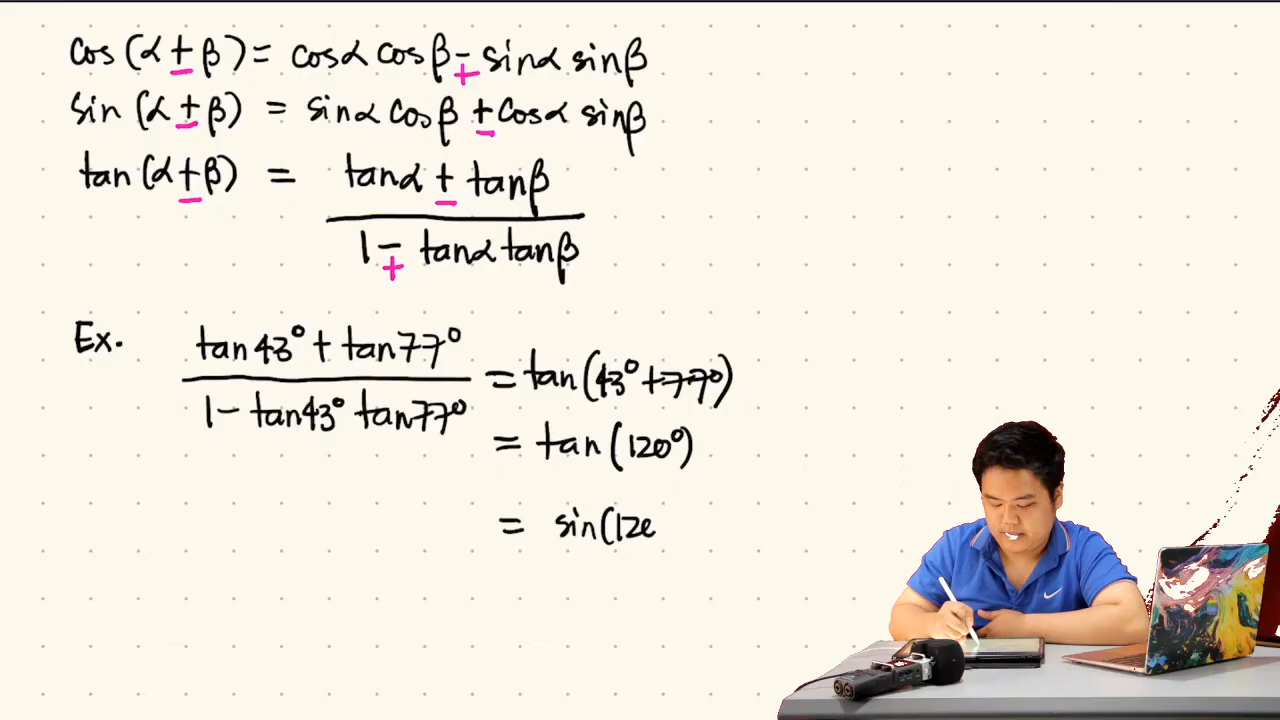 cos(α ± β) = cosα cosβ ∓ sinα sinβ
sin(α ± β) = sinα cosβ ± cosα sinβ
tan(α ± β) = tanα ± tanβ
1 ∓ tanα tanβ
Ex. tan43° + tan77°
1 - tan43° tan77°
= tan(43° + 77°)
= tan(120°)
= sin(120